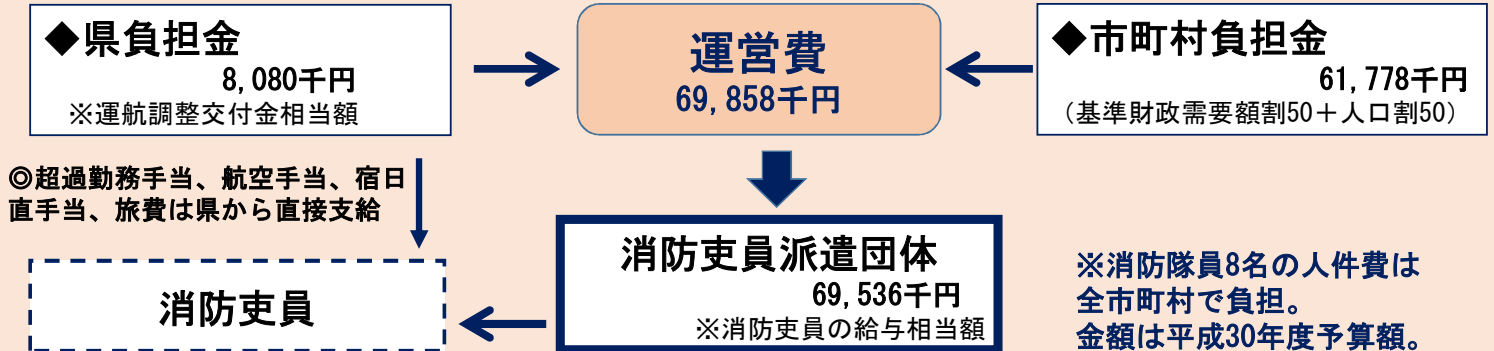 ◆県負担金
8,080千円
※運航調整交付金相当額
運営費
69,858千円
◆市町村負担金
61,778千円
（基準財政需要額割50＋人口割50）
◎超過勤務手当、航空手当、宿日
直手当、旅費は県から直接支給
消防吏員派遣団体
69,536千円
※消防吏員の給与相当額
消防吏員
※消防隊員8名の人件費は
全市町村で負担。
金額は平成30年度予算額。